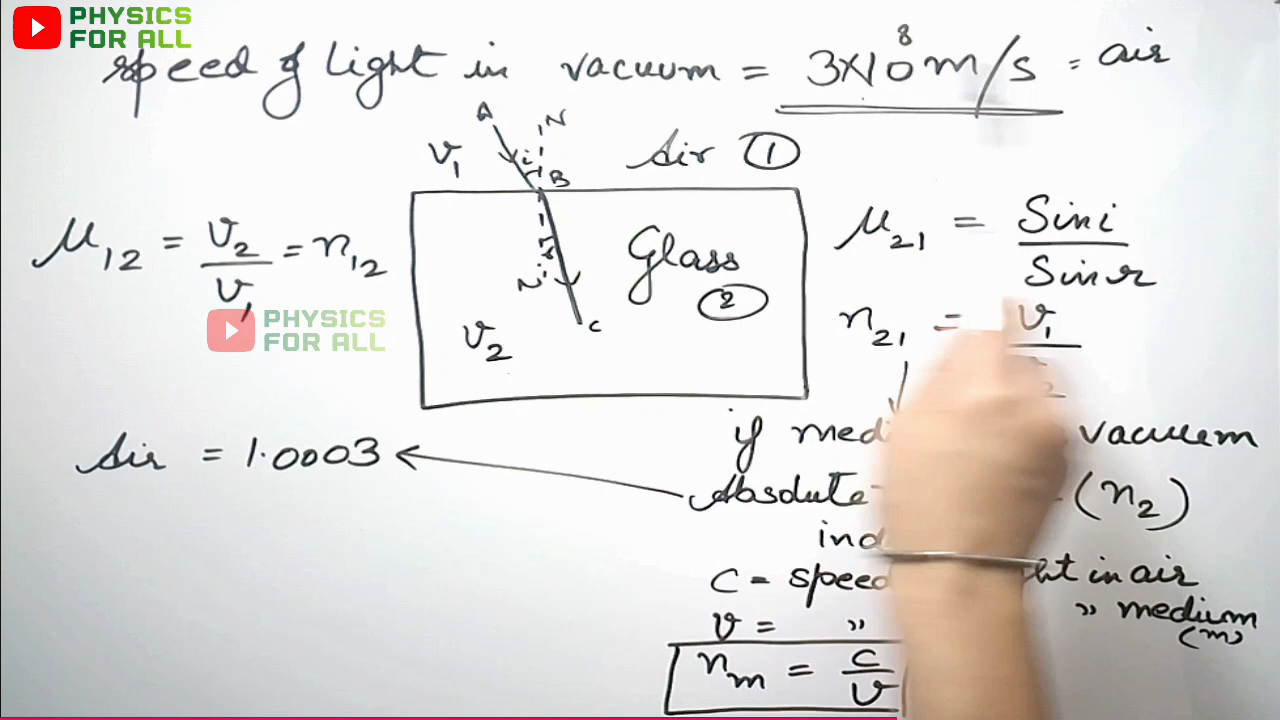 PHYSICS
FOR ALL
speed of light in vacuum = 3×10⁸ m/s = air
A
N
v₁
i
B
Air ①
μ₁₂ = v₂/v₁ = n₁₂
Glass
②
r
N'
C
v₂
μ₂₁ = Sin i / Sin r
n₂₁ = v₁
PHYSICS
FOR ALL
if vacuum
Air = 1.0003
Absolute (n₂)
C = speed in air
v = " " medium
(m)
nₘ = c/v